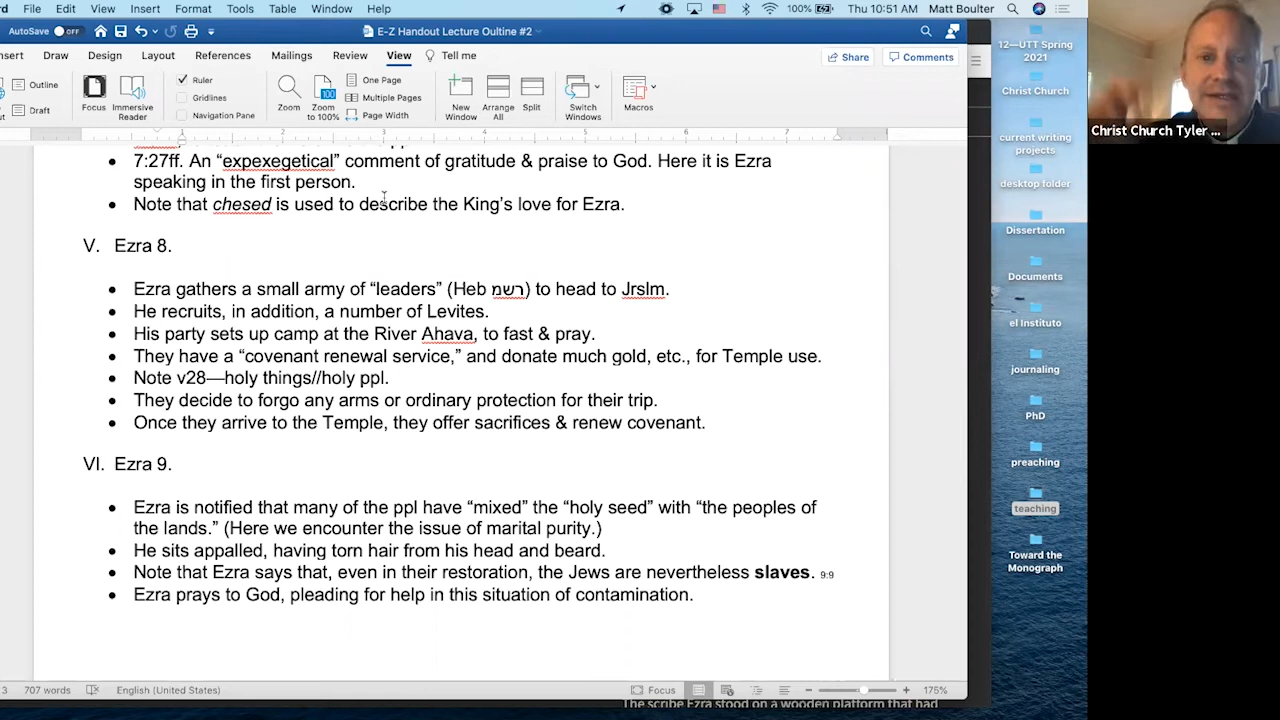 File Edit View Insert Format Tools Table Window Help 100% Thu 10:51 AM Matt Boulter
AutoSave OFF E-Z Handout Lecture Oultine #2
nsert Draw Design Layout References Mailings Review View Tell me Share Comments
Outline
Draft
Focus
Immersive
Reader
Ruler
Gridlines
Navigation Pane
Zoom
Zoom
to 100%
One Page
Multiple Pages
Page Width
New
Window
Arrange
All
Split
Switch
Windows
Macros
2 3 4 5 6 7
• 7:27ff. An “expexegetical” comment of gratitude & praise to God. Here it is Ezra
speaking in the first person.
• Note that chesed is used to describe the King’s love for Ezra.
V. Ezra 8.
• Ezra gathers a small army of “leaders” (Heb רשמ) to head to Jrslm.
• He recruits, in addition, a number of Levites.
• His party sets up camp at the River Ahava, to fast & pray.
• They have a “covenant renewal service,” and donate much gold, etc., for Temple use.
• Note v28—holy things//holy ppl.
• They decide to forgo any arms or ordinary protection for their trip.
• Once they arrive to the Temple, they offer sacrifices & renew covenant.
VI. Ezra 9.
• Ezra is notified that many of the ppl have “mixed” the “holy seed” with “the peoples of
the lands.” (Here we encounter the issue of marital purity.)
• He sits appalled, having torn hair from his head and beard.
• Note that Ezra says that, even in their restoration, the Jews are nevertheless slaves. 9:9
• Ezra prays to God, pleading for help in this situation of contamination.
3 707 words English (United States) Focus 175%
The scribe Ezra stood on a wooden platform that had
12—UTT Spring
2021
Christ Church
current writing
projects
desktop folder
Dissertation
Documents
el Instituto
journaling
PhD
preaching
teaching
Toward the
Monograph
Christ Church Tyler ...